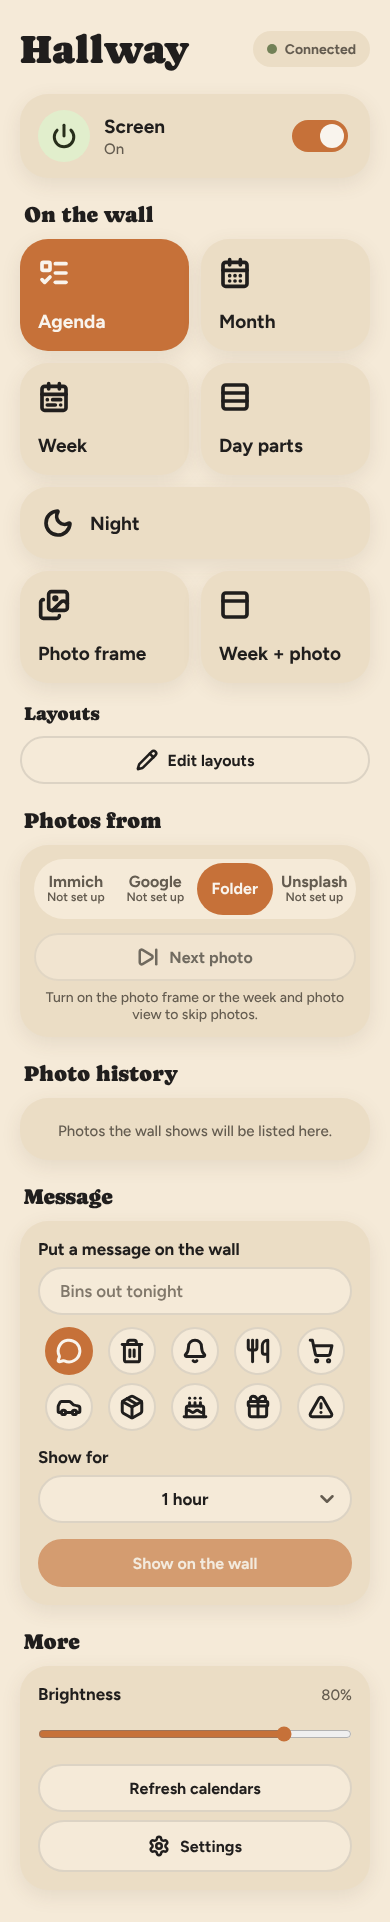 Hallway
Connected
Screen
On
On the wall
Agenda
Month
Week
Day parts
Night
Photo frame
Week + photo
Layouts
Edit layouts
Photos from
Immich
Not set up
Google
Not set up
Folder
Unsplash
Not set up
Next photo
Turn on the photo frame or the week and photo
view to skip photos.
Photo history
Photos the wall shows will be listed here.
Message
Put a message on the wall
Bins out tonight
Show for
1 hour
Show on the wall
More
Brightness
80%
Refresh calendars
Settings